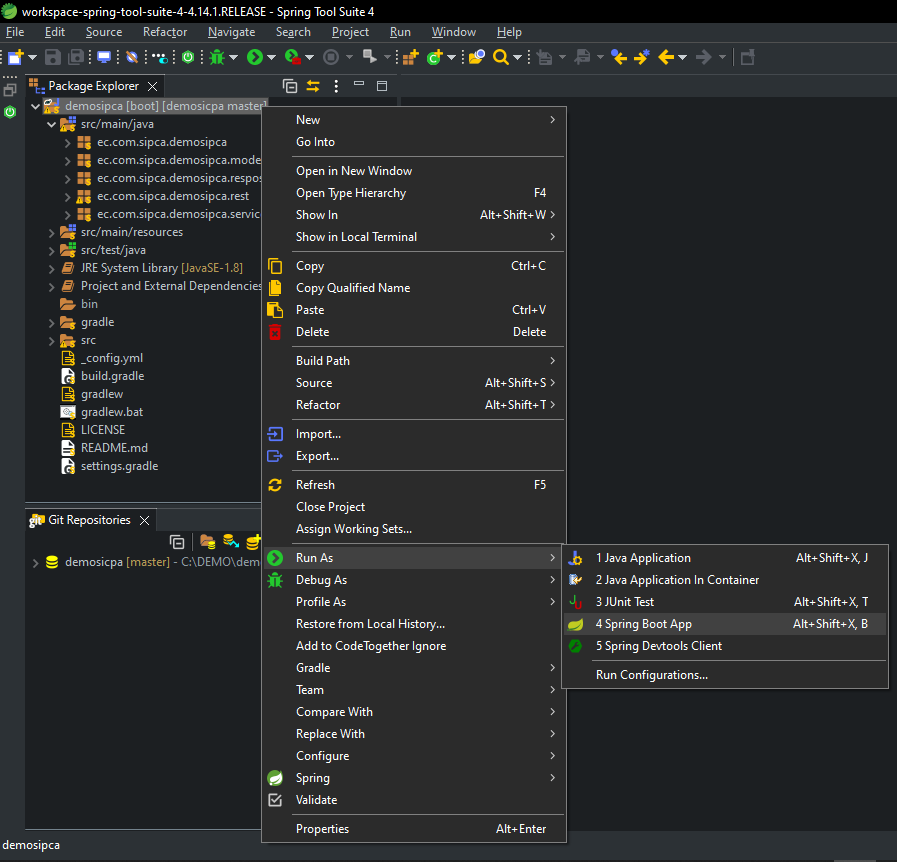 workspace-spring-tool-suite-4-4.14.1.RELEASE - Spring Tool Suite 4
File Edit Source Refactor Navigate Search Project Run Window Help
Package Explorer
demosipca [boot] [demosicpa master]
src/main/java
ec.com.sipca.demosipca
ec.com.sipca.demosipca.mode
ec.com.sipca.demosipca.respos
ec.com.sipca.demosipca.rest
ec.com.sipca.demosipca.servic
src/main/resources
src/test/java
JRE System Library [JavaSE-1.8]
Project and External Dependencies
bin
gradle
src
_config.yml
build.gradle
gradlew
gradlew.bat
LICENSE
README.md
settings.gradle
Git Repositories
demosicpa [master] - C:\DEMO\demo
New
Go Into
Open in New Window
Open Type Hierarchy F4
Show In Alt+Shift+W
Show in Local Terminal
Copy Ctrl+C
Copy Qualified Name
Paste Ctrl+V
Delete Delete
Build Path
Source Alt+Shift+S
Refactor Alt+Shift+T
Import...
Export...
Refresh F5
Close Project
Assign Working Sets...
Run As
Debug As
Profile As
Restore from Local History...
Add to CodeTogether Ignore
Gradle
Team
Compare With
Replace With
Configure
Spring
Validate
Properties Alt+Enter
1 Java Application Alt+Shift+X, J
2 Java Application In Container
3 JUnit Test Alt+Shift+X, T
4 Spring Boot App Alt+Shift+X, B
5 Spring Devtools Client
Run Configurations...
demosipca